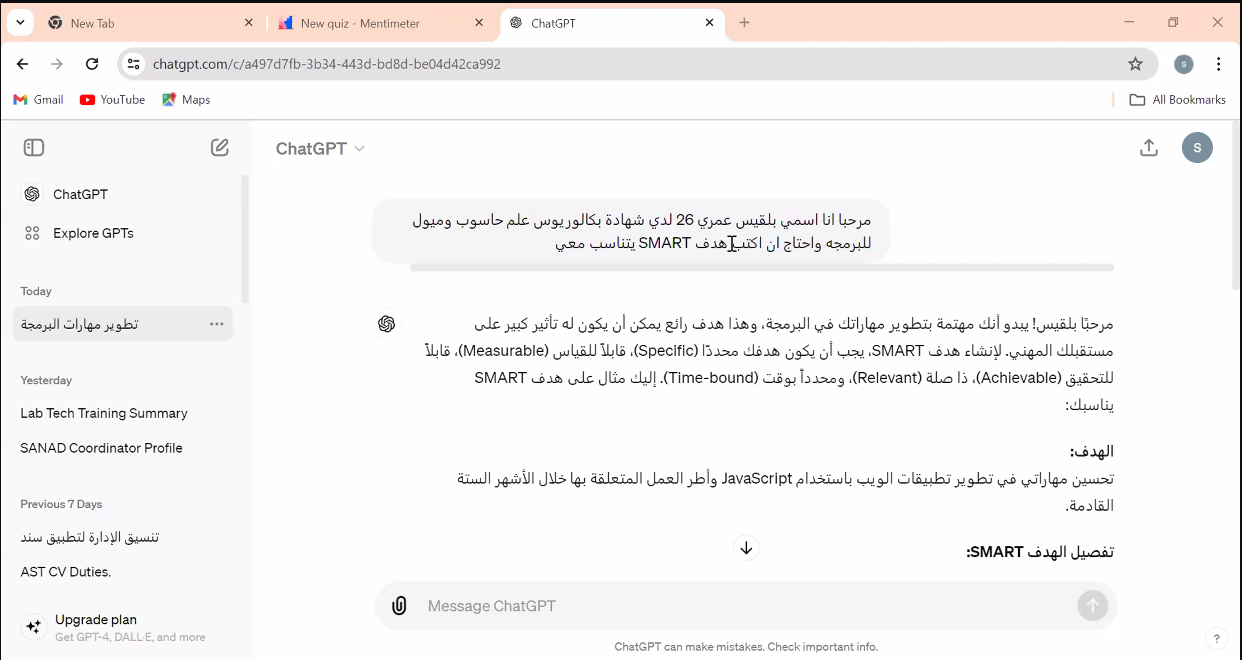 New Tab
New quiz - Mentimeter
ChatGPT
chatgpt.com/c/a497d7fb-3b34-443d-bd8d-be04d42ca992
S
Gmail
YouTube
Maps
All Bookmarks
ChatGPT
S
ChatGPT
Explore GPTs
Today
تطوير مهارات البرمجة
Yesterday
Lab Tech Training Summary
SANAD Coordinator Profile
Previous 7 Days
تنسيق الإدارة لتطبيق سند
AST CV Duties.
Upgrade plan
Get GPT-4, DALL·E, and more
مرحبا انا اسمي بلقيس عمري 26 لدي شهادة بكالوريوس علم حاسوب وميول
للبرمجه واحتاج ان اكتب هدف SMART يتناسب معي
مرحبًا بلقيس! يبدو أنك مهتمة بتطوير مهاراتك في البرمجة، وهذا هدف رائع يمكن أن يكون له تأثير كبير على
مستقبلك المهني. لإنشاء هدف SMART، يجب أن يكون هدفك محددًا (Specific)، قابلاً للقياس (Measurable)، قابلاً
للتحقيق (Achievable)، ذا صلة (Relevant)، ومحدداً بوقت (Time-bound). إليك مثال على هدف SMART
يناسبك:
الهدف:
تحسين مهاراتي في تطوير تطبيقات الويب باستخدام JavaScript وأطر العمل المتعلقة بها خلال الأشهر الستة
القادمة.
تفصيل الهدف SMART:
Message ChatGPT
ChatGPT can make mistakes. Check important info.
?